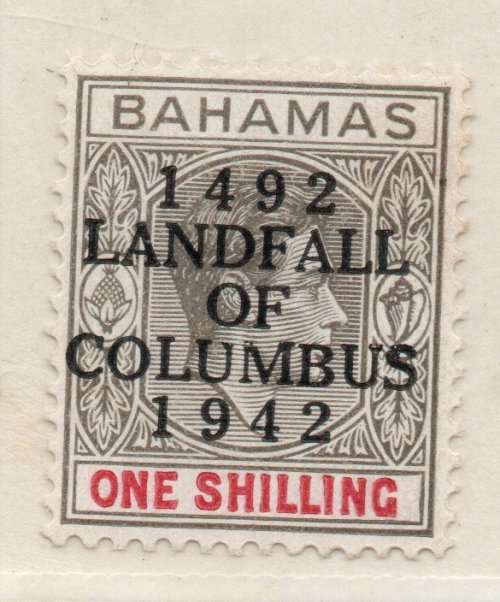 BAHAMAS
1492
LANDFALL
OF
COLUMBUS
1942
ONE SHILLING